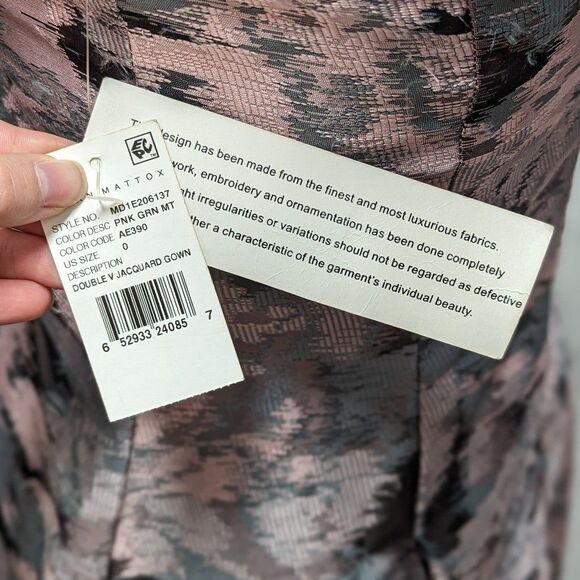 EPC
MATTOX
STYLE NO. MD1E206137
COLOR DESC PNK GRN MT
COLOR CODE AE390
US SIZE 0
DESCRIPTION
DOUBLE V JACQUARD GOWN
6 52933 24085 7
design has been made from the finest and most luxurious fabrics.
work, embroidery and ornamentation has been done completely
irregularities or variations should not be regarded as defective
a characteristic of the garment's individual beauty.